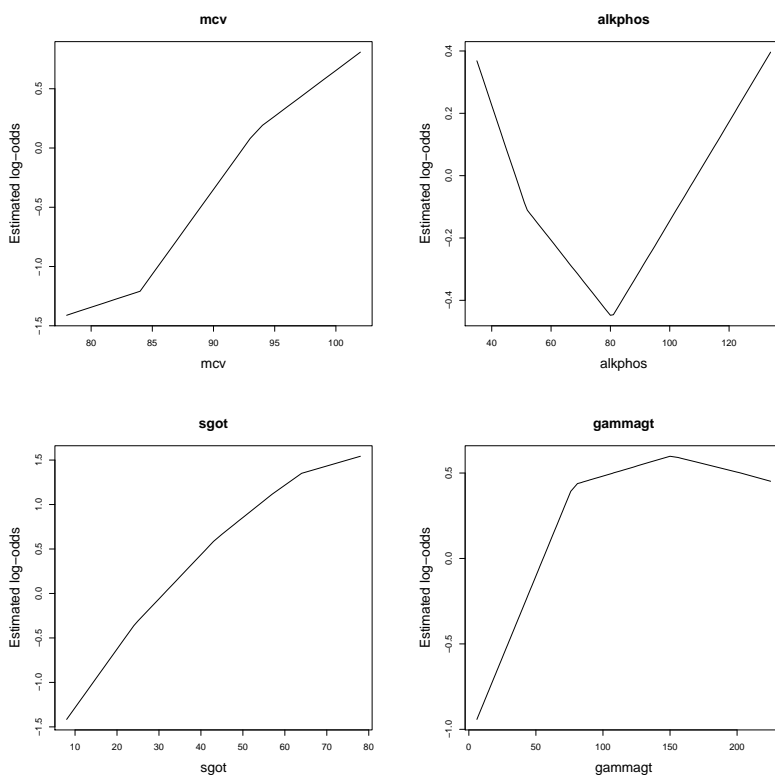 mcv
Estimated log−odds
0.5
0.0
−0.5
−1.0
−1.5
80 85 90 95 100
mcv
alkphos
Estimated log−odds
0.4
0.2
0.0
−0.2
−0.4
40 60 80 100 120
alkphos
sgot
Estimated log−odds
1.5
1.0
0.5
0.0
−0.5
−1.0
−1.5
10 20 30 40 50 60 70 80
sgot
gammagt
Estimated log−odds
0.5
0.0
−0.5
−1.0
0 50 100 150 200
gammagt